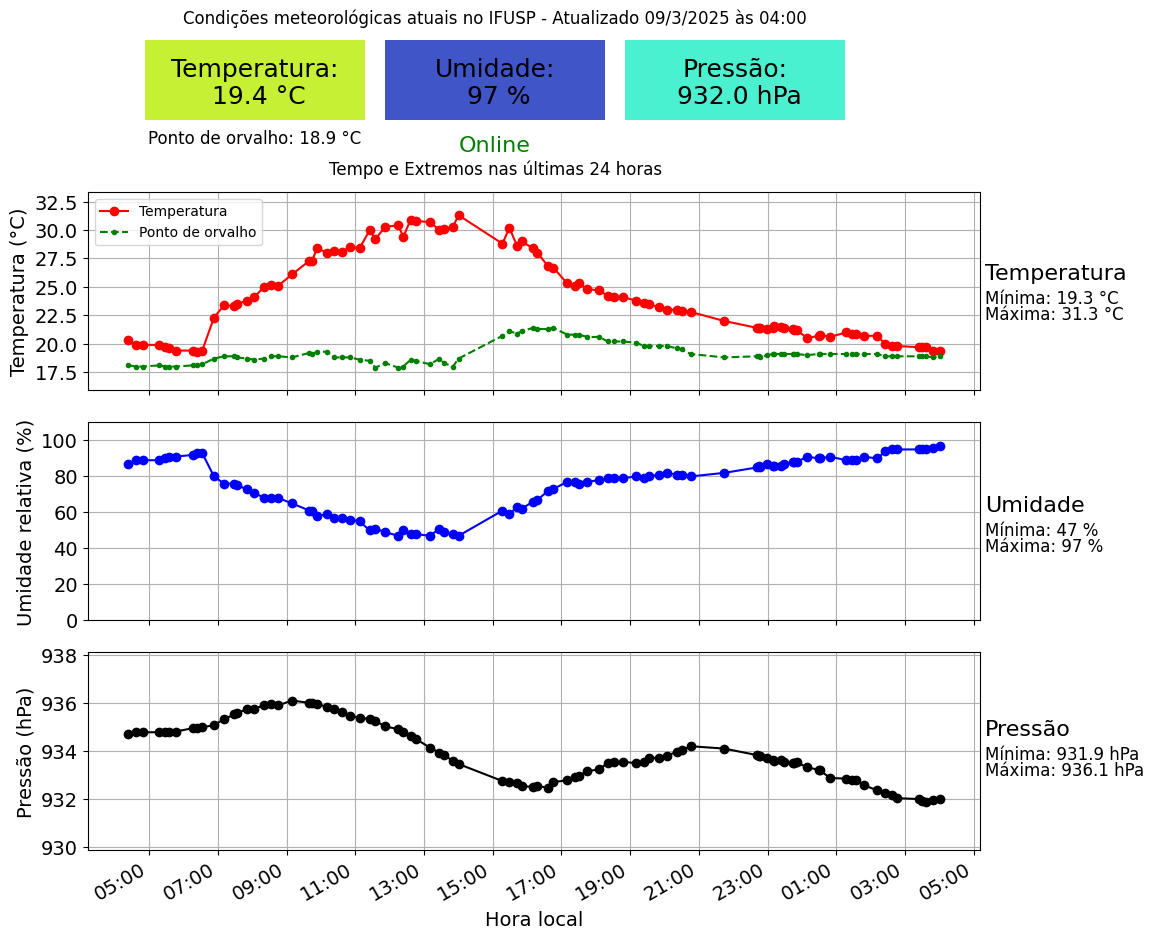 Condições meteorológicas atuais no IFUSP - Atualizado 09/3/2025 às 04:00
Temperatura:
19.4 °C
Umidade:
97 %
Pressão:
932.0 hPa
Ponto de orvalho: 18.9 °C
Online
Tempo e Extremos nas últimas 24 horas
Temperatura (°C)
32.5
30.0
27.5
25.0
22.5
20.0
17.5
Temperatura
Ponto de orvalho
Temperatura
Mínima: 19.3 °C
Máxima: 31.3 °C
Umidade relativa (%)
100
80
60
40
20
0
Umidade
Mínima: 47 %
Máxima: 97 %
Pressão (hPa)
938
936
934
932
930
Pressão
Mínima: 931.9 hPa
Máxima: 936.1 hPa
05:00 07:00 09:00 11:00 13:00 15:00 17:00 19:00 21:00 23:00 01:00 03:00 05:00
Hora local